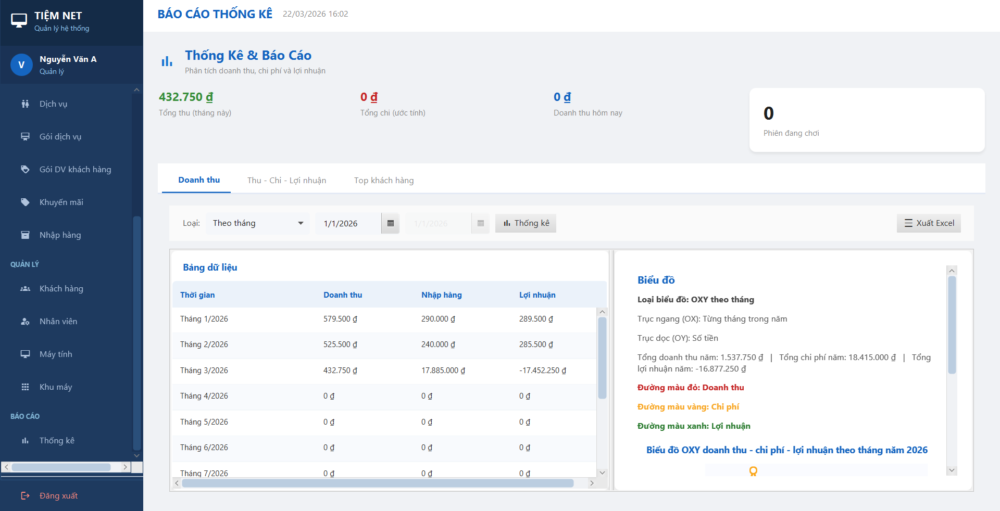 TIỆM NET
Quản lý hệ thống
V
Nguyễn Văn A
Quản lý
Dịch vụ
Gói dịch vụ
Gói DV khách hàng
Khuyến mãi
Nhập hàng
QUẢN LÝ
Khách hàng
Nhân viên
Máy tính
Khu máy
BÁO CÁO
Thống kê
Đăng xuất
BÁO CÁO THỐNG KÊ 22/03/2026 16:02
Thống Kê & Báo Cáo
Phân tích doanh thu, chi phí và lợi nhuận
432.750 ₫ 0 ₫ 0 ₫ 0
Tổng thu (tháng này) Tổng chi (ước tính) Doanh thu hôm nay Phiên đang chơi
Doanh thu Thu - Chi - Lợi nhuận Top khách hàng
Loại: Theo tháng 1/1/2026 1/1/2026 Thống kê Xuất Excel
Bảng dữ liệu
Thời gian Doanh thu Nhập hàng Lợi nhuận
Tháng 1/2026 579.500 ₫ 290.000 ₫ 289.500 ₫
Tháng 2/2026 525.500 ₫ 240.000 ₫ 285.500 ₫
Tháng 3/2026 432.750 ₫ 17.885.000 ₫ -17.452.250 ₫
Tháng 4/2026 0 ₫ 0 ₫ 0 ₫
Tháng 5/2026 0 ₫ 0 ₫ 0 ₫
Tháng 6/2026 0 ₫ 0 ₫ 0 ₫
Tháng 7/2026 0 ₫ 0 ₫ 0 ₫
Biểu đồ
Loại biểu đồ: OXY theo tháng
Trục ngang (OX): Từng tháng trong năm
Trục dọc (OY): Số tiền
Tổng doanh thu năm: 1.537.750 ₫ | Tổng chi phí năm: 18.415.000 ₫ | Tổng
lợi nhuận năm: -16.877.250 ₫
Đường màu đỏ: Doanh thu
Đường màu vàng: Chi phí
Đường màu xanh: Lợi nhuận
Biểu đồ OXY doanh thu - chi phí - lợi nhuận theo tháng năm 2026